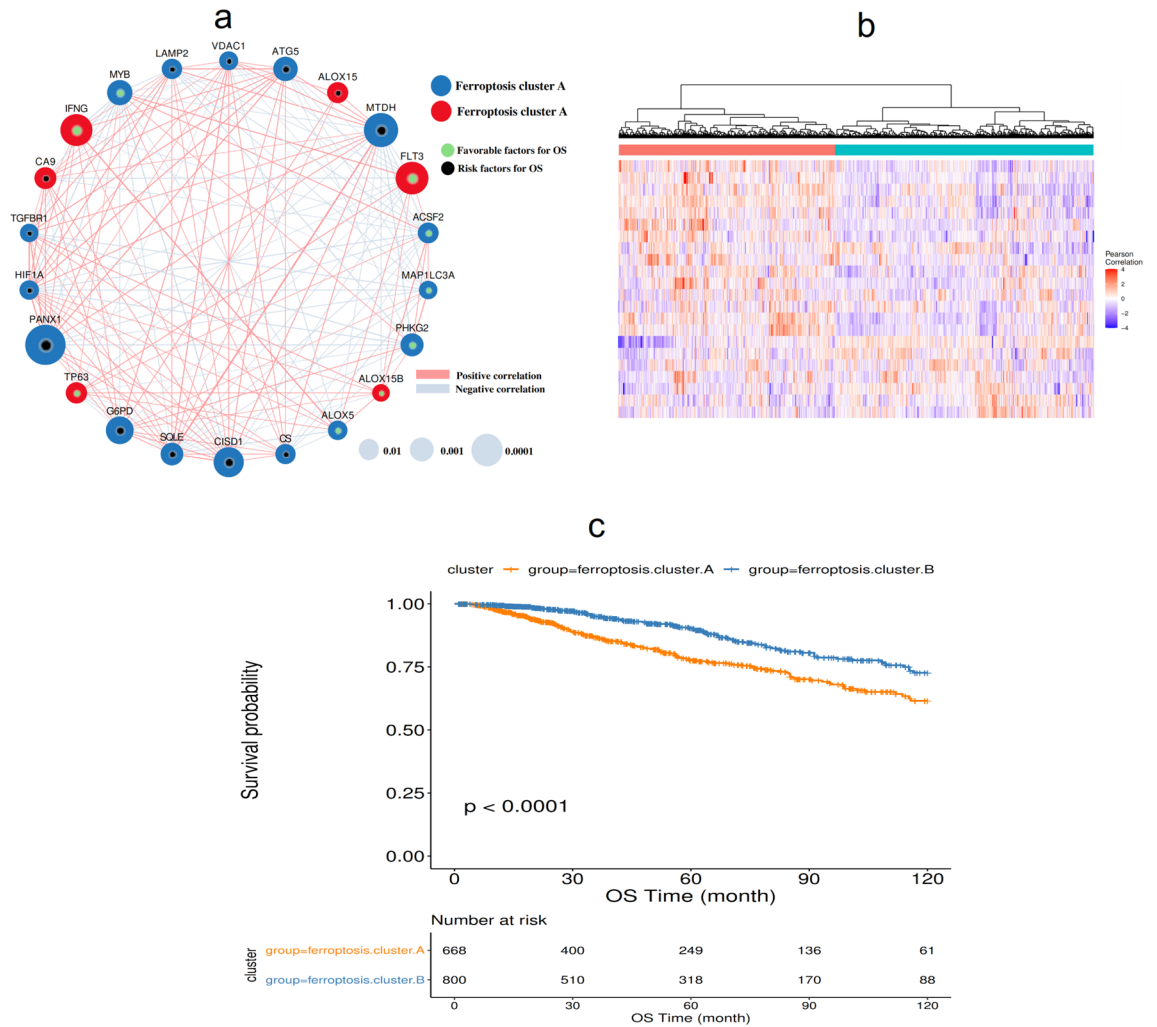 a
VDAC1
LAMP2
ATG5
MYB
ALOX15
IFNG
MTDH
CA9
FLT3
TGFBR1
ACSF2
HIF1A
MAP1LC3A
PANX1
PHKG2
TP63
ALOX15B
G6PD
ALOX5
SQLE
CISD1
CS
Ferroptosis cluster A
Ferroptosis cluster A
Favorable factors for OS
Risk factors for OS
Positive correlation
Negative correlation
0.01 0.001 0.0001
b
Pearson
Correlation
4
2
0
−2
−4
c
cluster group=ferroptosis.cluster.A group=ferroptosis.cluster.B
Survival probability
1.00
0.75
0.50
0.25
0.00
p < 0.0001
0 30 60 90 120
OS Time (month)
Number at risk
cluster
group=ferroptosis.cluster.A 668 400 249 136 61
group=ferroptosis.cluster.B 800 510 318 170 88
0 30 60 90 120
OS Time (month)